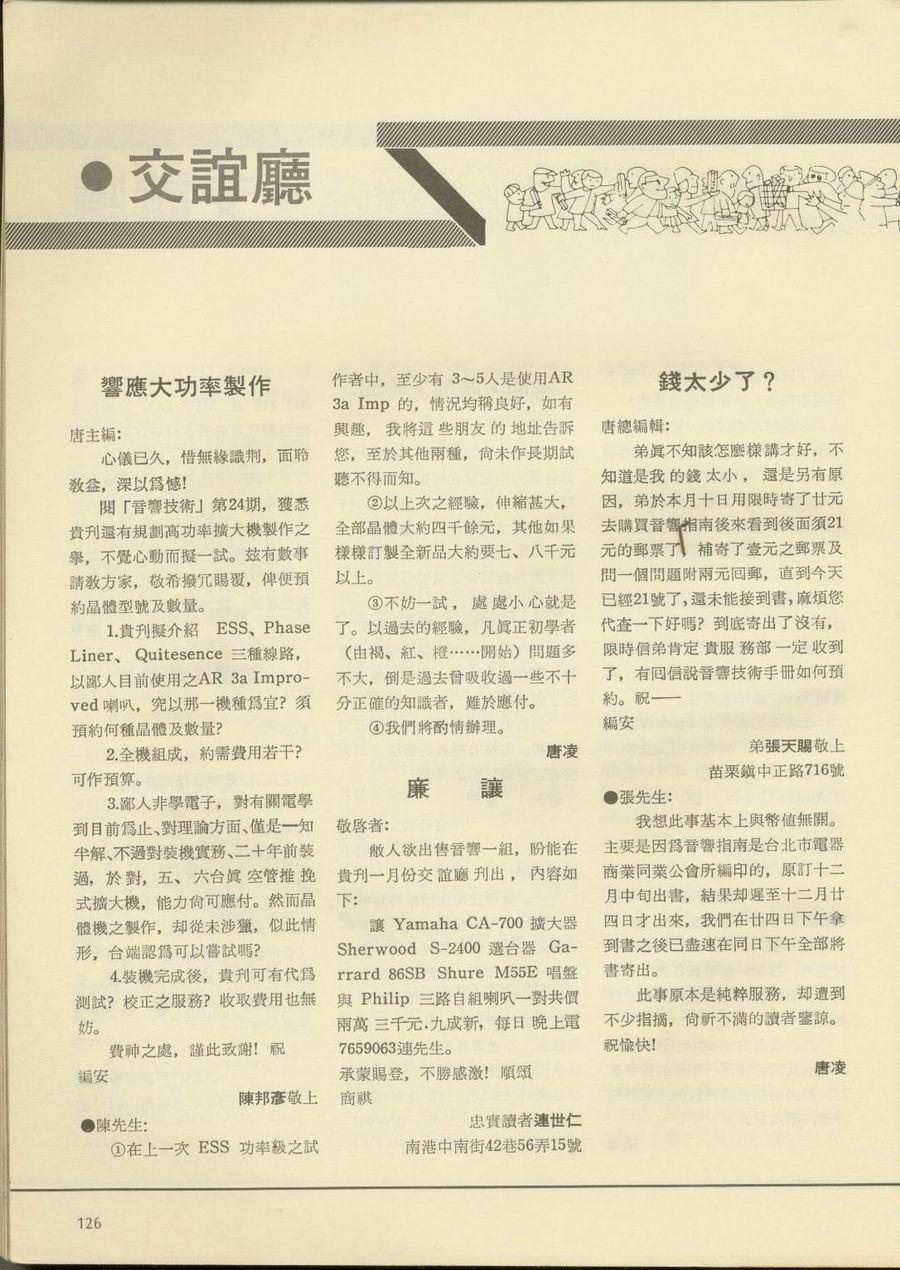 ●交誼廳
響應大功率製作
唐主編:
心儀已久，惜無緣識荆，面聆
教益，深以爲憾!
閱「音響技術」第24期，獲悉
貴刊還有規劃高功率擴大機製作之
擧，不覺心動而擬一試。茲有數事
請教方家，敬希撥冗賜覆，俾便預
約晶體型號及數量。
1.貴刊擬介紹 ESS、Phase
Liner、 Quitesence 三種線路，
以鄙人目前使用之AR 3a Impro-
ved 喇叭，究以那一機種爲宜? 須
預約何種晶體及數量?
2.全機組成，約需費用若干?
可作預算。
3.鄙人非學電子，對有關電學
到目前爲止、對理論方面、僅是一知
半解、不過對裝機實務、二十年前裝
過，於對，五、六台眞空管推挽
式擴大機，能力尙可應付。然而晶
體機之製作，却從未涉獵，似此情
形，台端認爲可以嘗試嗎?
4.裝機完成後，貴刊可有代爲
測試? 校正之服務? 收取費用也無
妨。
費神之處，謹此致謝! 祝
編安
陳邦彥敬上
●陳先生:
①在上一次 ESS 功率級之試
作者中，至少有 3～5人是使用AR
3a Imp 的，情況均稱良好，如有
興趣，我將這些朋友的地址告訴
您，至於其他兩種，尙未作長期試
聽不得而知。
②以上次之經驗，伸縮甚大，
全部晶體大約四千餘元，其他如果
樣樣訂製全新品大約要七、八千元
以上。
③不妨一試，處處小心就是
了。以過去的經驗，凡眞正初學者
（由褐、紅、橙……開始）問題多
不大，倒是過去曾吸收過一些不十
分正確的知識者，難於應付。
④我們將酌情辦理。
唐凌
廉 讓
敬啓者:
敝人欲出售音響一組，盼能在
貴刊一月份交誼廳刋出，內容如
下:
讓 Yamaha CA-700 擴大器
Sherwood S-2400 選台器 Ga-
rrard 86SB Shure M55E 唱盤
與 Philip 三路自組喇叭一對共價
兩萬三千元.九成新，每日晚上電
7659063連先生。
承蒙賜登，不勝感激! 順頌
商祺
忠實讀者連世仁
南港中南街42巷56弄15號
錢太少了?
唐總編輯:
弟眞不知該怎麼樣講才好，不
知道是我的錢太小，還是另有原
因，弟於本月十日用限時寄了廿元
去購買音響指南後來看到後面須21
元的郵票了 補寄了壹元之郵票及
問一個問題附兩元囘郵，直到今天
已經21號了,還未能接到書,麻煩您
代查一下好嗎? 到底寄出了沒有，
限時信弟肯定貴服務部一定收到
了，有囘信說音響技術手册如何預
約。祝——
編安
弟張天賜敬上
苗栗鎭中正路716號
●張先生:
我想此事基本上與幣值無關。
主要是因爲音響指南是台北市電器
商業同業公會所編印的，原訂十二
月中旬出書，結果却遲至十二月廿
四日才出來，我們在廿四日下午拿
到書之後已盡速在同日下午全部將
書寄出。
此事原本是純粹服務，却遭到
不少指摘，尙祈不滿的讀者鑒諒。
祝愉快!
唐凌
126